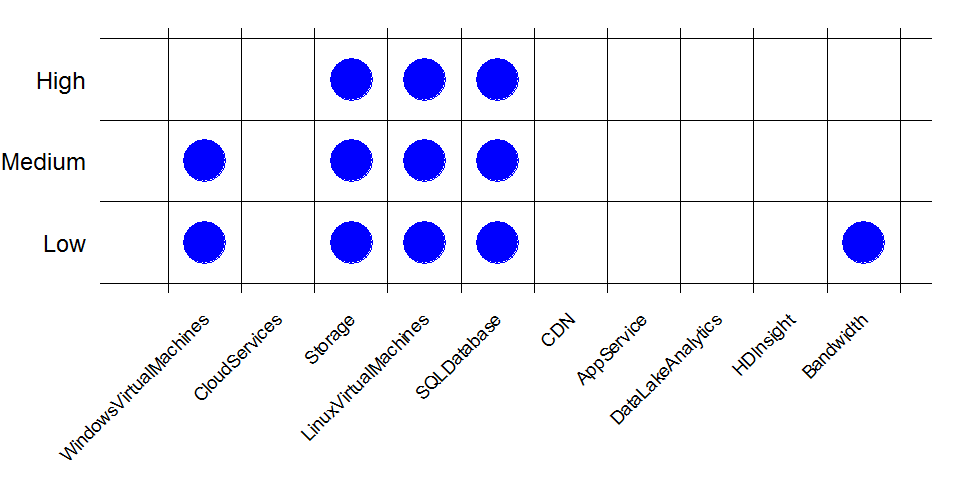 High
Medium
Low
WindowsVirtualMachines
CloudServices
Storage
LinuxVirtualMachines
SQLDatabase
CDN
AppService
DataLakeAnalytics
HDInsight
Bandwidth